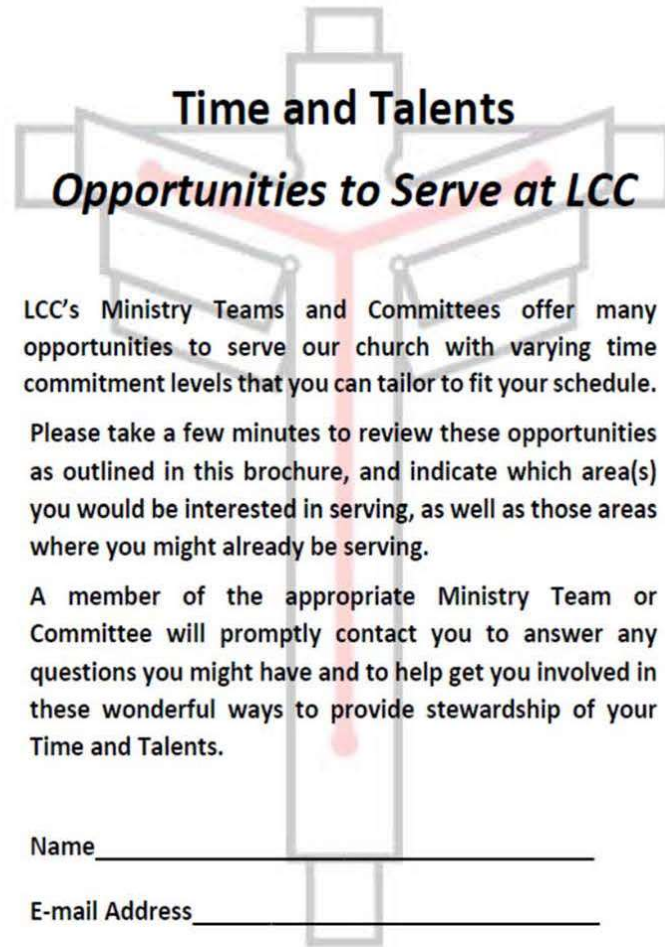 Time and Talents
Opportunities to Serve at LCC
LCC's Ministry Teams and Committees offer many
opportunities to serve our church with varying time
commitment levels that you can tailor to fit your schedule.
Please take a few minutes to review these opportunities
as outlined in this brochure, and indicate which area(s)
you would be interested in serving, as well as those areas
where you might already be serving.
A member of the appropriate Ministry Team or
Committee will promptly contact you to answer any
questions you might have and to help get you involved in
these wonderful ways to provide stewardship of your
Time and Talents.
Name
E-mail Address